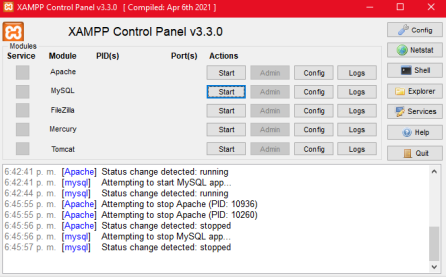 XAMPP Control Panel v3.3.0 [ Compiled: Apr 6th 2021 ]
XAMPP Control Panel v3.3.0
Config
Modules
Service Module PID(s) Port(s) Actions
Netstat
Apache Start Admin Config Logs
Shell
MySQL Start Admin Config Logs
Explorer
FileZilla Start Admin Config Logs
Services
Mercury Start Admin Config Logs
Help
Tomcat Start Admin Config Logs
Quit
6:42:41 p. m. [Apache] Status change detected: running
6:42:41 p. m. [mysql] Attempting to start MySQL app...
6:42:44 p. m. [mysql] Status change detected: running
6:45:55 p. m. [Apache] Attempting to stop Apache (PID: 10936)
6:45:55 p. m. [Apache] Attempting to stop Apache (PID: 10260)
6:45:56 p. m. [Apache] Status change detected: stopped
6:45:56 p. m. [mysql] Attempting to stop MySQL app...
6:45:57 p. m. [mysql] Status change detected: stopped